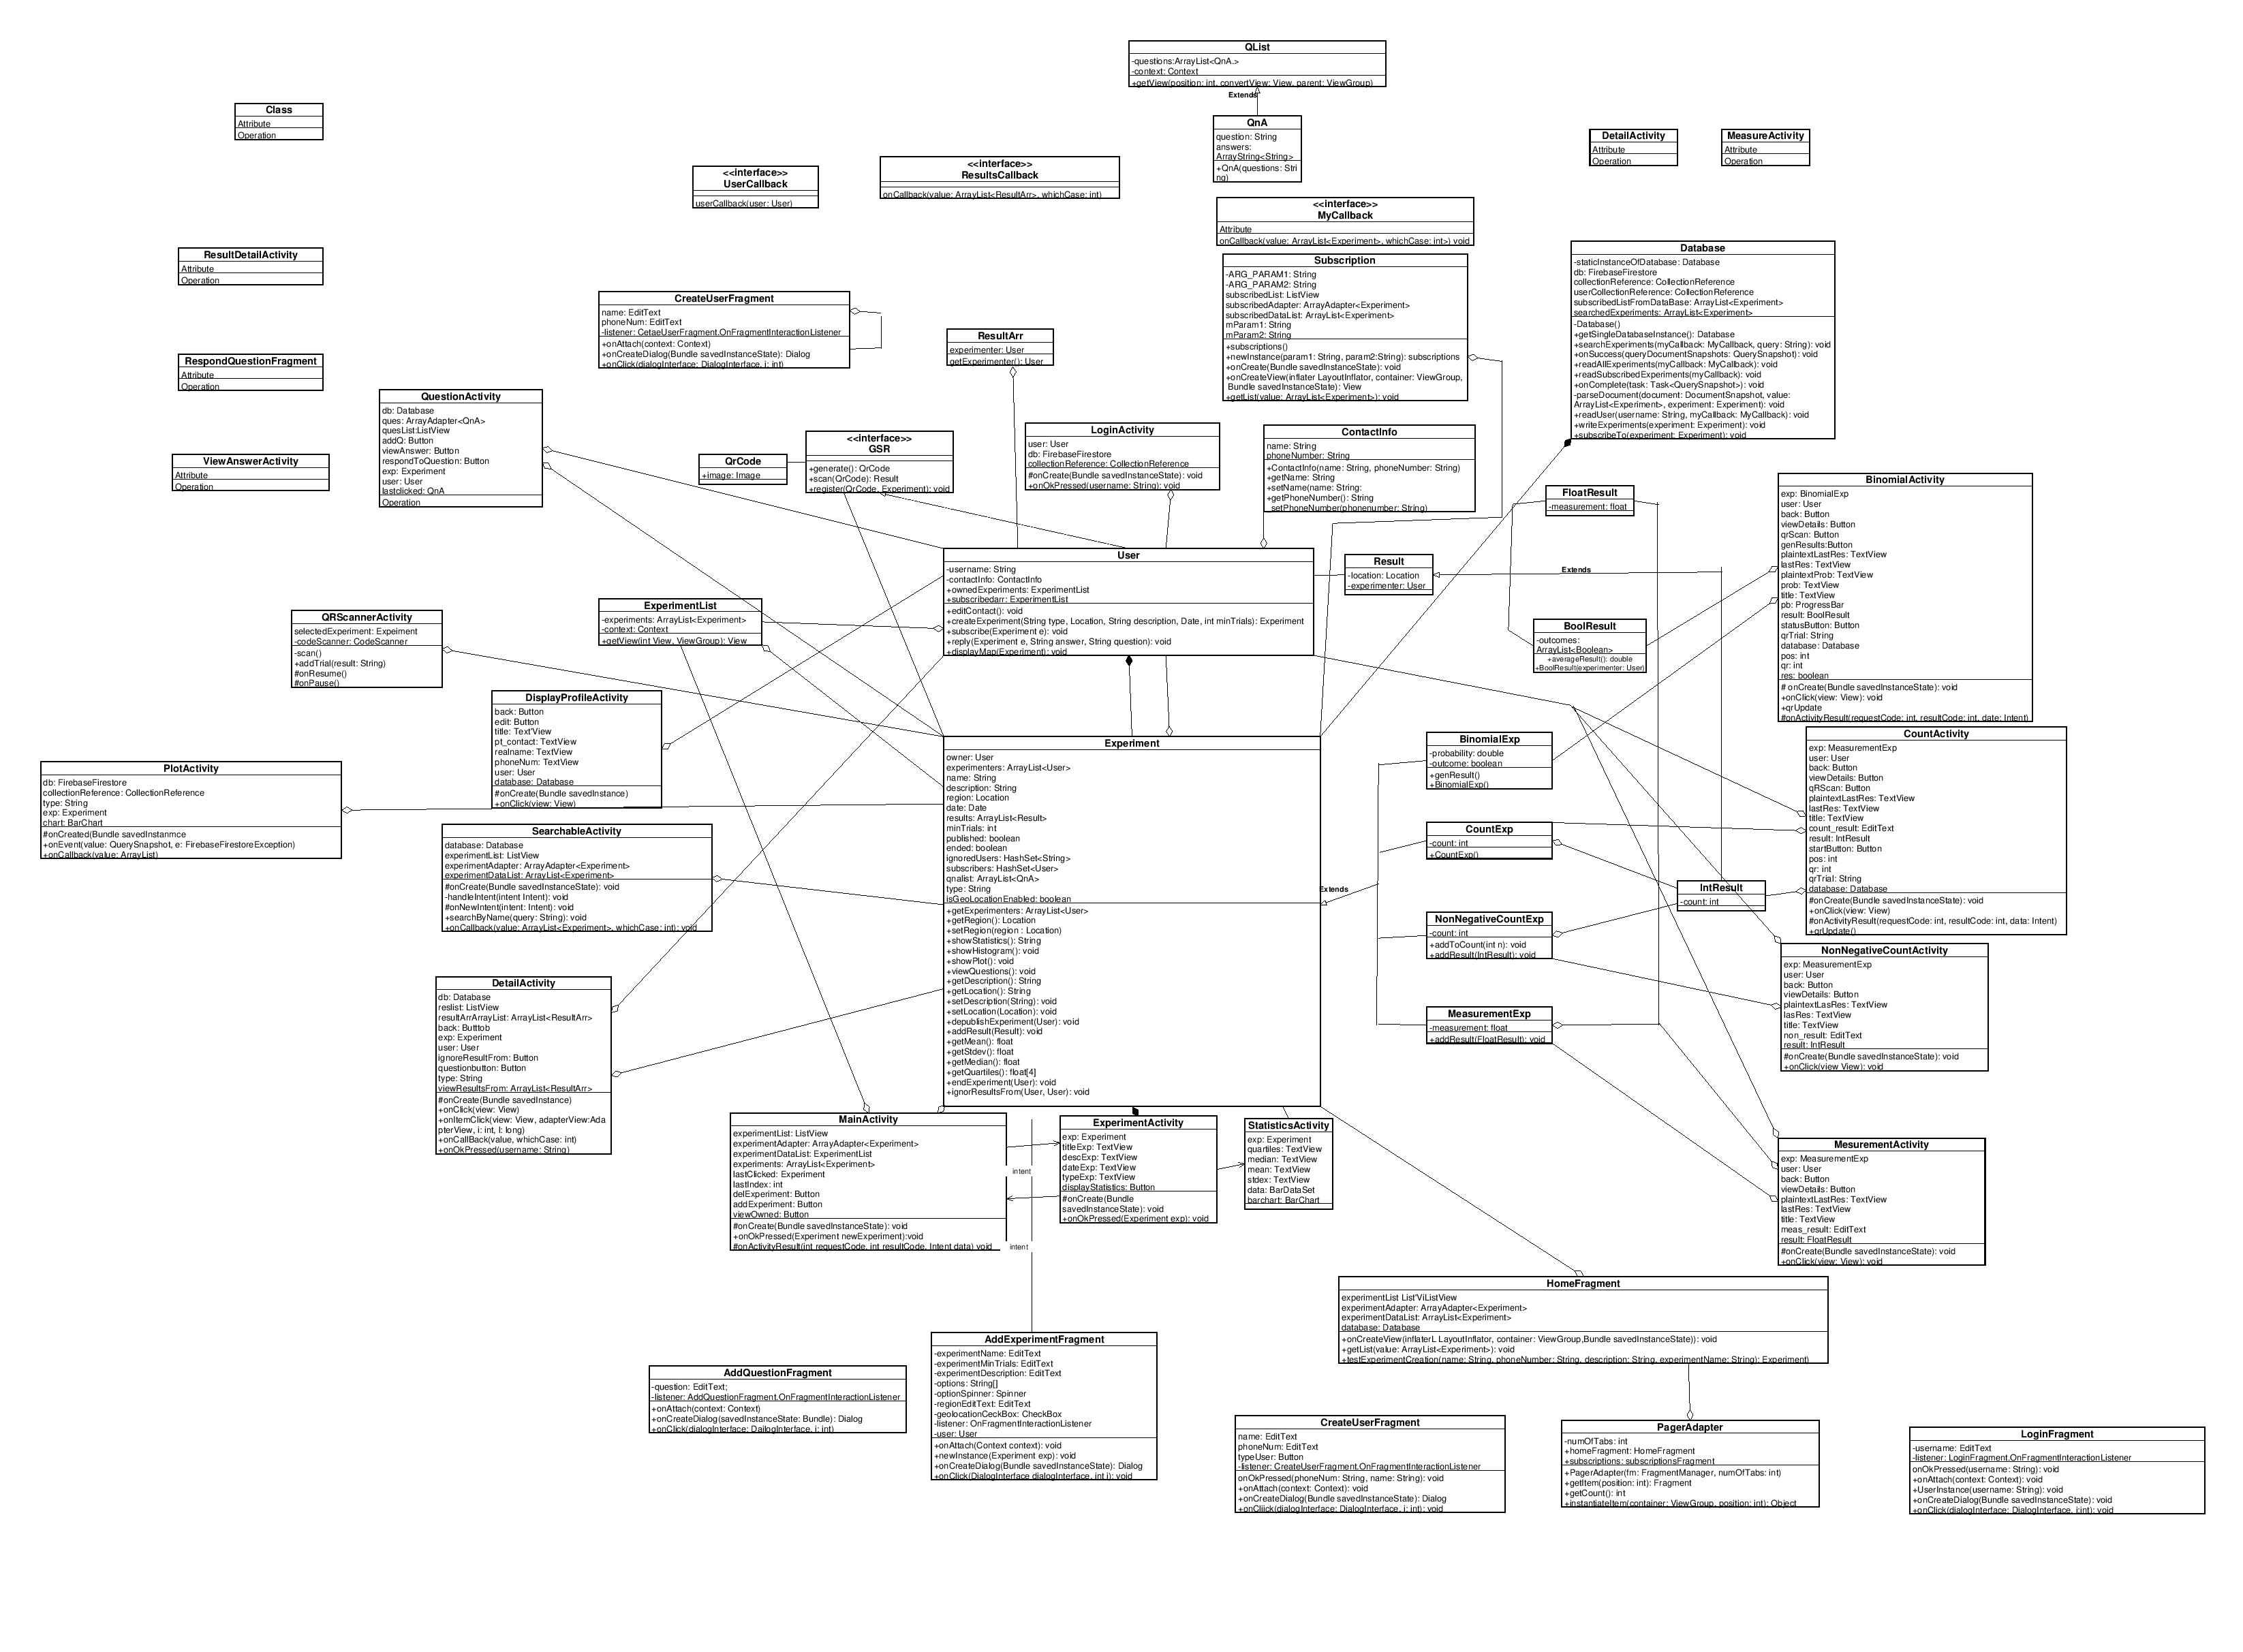 QList
-questions:ArrayList<QnA.>
-context: Context
+getView(position: int, convertView: View, parent: ViewGroup)
Extends
QnA
question: String
answers:
ArrayString<String>
+QnA(questions: Stri
ng)
Class
Attribute
Operation
DetailActivity
Attribute
Operation
MeasureActivity
Attribute
Operation
<<interface>>
UserCallback
userCallback(user: User)
<<interface>>
ResultsCallback
onCallback(value: ArrayList<ResultArr>, whichCase: int)
<<interface>>
MyCallback
Attribute
onCallback(value: ArrayList<Experiment>, whichCase: int>) void
ResultDetailActivity
Attribute
Operation
RespondQuestionFragment
Attribute
Operation
ViewAnswerActivity
Attribute
Operation
CreateUserFragment
name: EditText
phoneNum: EditText
-listener: CetaeUserFragment.OnFragmentInteractionListener
+onAttach(context: Context)
+onCreateDialog(Bundle savedInstanceState): Dialog
+onClick(dialogInterface: DialogInterface, i: int)
ResultArr
experimenter: User
getExperimenter(): User
Subscription
-ARG_PARAM1: String
-ARG_PARAM2: String
subscribedList: ListView
subscribedAdapter: ArrayAdapter<Experiment>
subscribedDataList: ArrayList<Experiment>
mParam1: String
mParam2: String
+subscriptions()
+newInstance(param1: String, param2:String): subscriptions
+onCreate(Bundle savedInstanceState): void
+onCreateView(inflater LayoutInflator, container: ViewGroup,
Bundle savedInstanceState): View
+getList(value: ArrayList<Experiment>): void
Database
-staticInstanceOfDatabase: Database
db: FirebaseFirestore
collectionReference: CollectionReference
userCollectionReference: CollectionReference
subscribedListFromDataBase: ArrayList<Experiment>
searchedExperiments: ArrayList<Experiment>
-Database()
+getSingleDatabaseInstance(): Database
+searchExperiments(myCallback: MyCallback, query: String): void
+onSuccess(queryDocumentSnapshots: QuerySnapshot): void
+readAllExperiments(myCallback: MyCallback): void
+readSubscribedExperiments(myCallback): void
+onComplete(task: Task<QuerySnapshot>): void
-parseDocument(document: DocumentSnapshot, value:
ArrayList<Experiment>, experiment: Experiment): void
+readUser(username: String, myCallback: MyCallback): void
+writeExperiments(experiment: Experiment): void
+subscribeTo(experiment: Experiment): void
QuestionActivity
db: Database
ques: ArrayAdapter<QnA>
quesList:ListView
addQ: Button
viewAnswer: Button
respondToQuestion: Button
exp: Experiment
user: User
lastclicked: QnA
Operation
QrCode
+image: Image
<<interface>>
GSR
+generate(): QrCode
+scan(QrCode): Result
+register(QrCode, Experiment): void
LoginActivity
user: User
db: FirebaseFirestore
collectionReference: CollectionReference
#onCreate(Bundle savedInstanceState): void
+onOkPressed(username: String): void
ContactInfo
name: String
phoneNumber: String
+ContactInfo(name: String, phoneNumber: String)
+getName: String
+setName(name: String:
+getPhoneNumber(): String
setPhoneNumber(phonenumber: String)
FloatResult
-measurement: float
BinomialActivity
exp: BinomialExp
user: User
back: Button
viewDetails: Button
qrScan: Button
genResults:Button
plaintextLastRes: TextView
lastRes: TextView
plaintextProb: TextView
prob: TextView
title: TextView
pb: ProgressBar
result: BoolResult
statusButton: Button
qrTrial: String
database: Database
pos: int
qr: int
res: boolean
# onCreate(Bundle savedInstanceState): void
+onClick(view: View): void
+qrUpdate
#onActivityResult(requestCode: int, resultCode: int, date: Intent)
User
-username: String
-contactInfo: ContactInfo
+ownedExperiments: ExperimentList
+subscribedarr: ExperimentList
+editContact(): void
+createExperiment(String type, Location, String description, Date, int minTrials): Experiment
+subscribe(Experiment e): void
+reply(Experiment e, String answer, String question): void
+displayMap(Experiment): void
Result
-location: Location
-experimenter: User
Extends
BoolResult
-outcomes:
ArrayList<Boolean>
+averageResult(): double
+BoolResult(experimenter: User)
ExperimentList
-experiments: ArrayList<Experiment>
-context: Context
+getView(int View, ViewGroup): View
QRScannerActivity
selectedExperiment: Expeiment
-codeScanner: CodeScanner
-scan()
+addTrial(result: String)
#onResume()
#onPause()
DisplayProfileActivity
back: Button
edit: Button
title: Text'View
pt_contact: TextView
realname: TextView
phoneNum: TextView
user: User
database: Database
#onCreate(Bundle savedInstance)
+onClick(view: View)
PlotActivity
db: FirebaseFirestore
collectionReference: CollectionReference
type: String
exp: Experiment
chart: BarChart
#onCreated(Bundle savedInstanmce
+onEvent(value: QuerySnapshot, e: FirebaseFirestoreException)
+onCallback(value: ArrayList)
SearchableActivity
database: Database
experimentList: ListView
experimentAdapter: ArrayAdapter<Experiment>
experimentDataList: ArrayList<Experiment>
#onCreate(Bundle savedInstanceState): void
-handleIntent(intent Intent): void
#onNewIntent(intent: Intent): void
+searchByName(query: String): void
+onCallback(value: ArrayList<Experiment>, whichCase: int): void
Experiment
owner: User
experimenters: ArrayList<User>
name: String
description: String
region: Location
date: Date
results: ArrayList<Result>
minTrials: int
published: boolean
ended: boolean
ignoredUsers: HashSet<String>
subscribers: HashSet<User>
qnalist: ArrayList<QnA>
type: String
isGeoLocationEnabled: boolean
+getExperimenters: ArrayList<User>
+getRegion(): Location
+setRegion(region : Location)
+showStatistics(): String
+showHistogram(): void
+showPlot(): void
+viewQuestions(): void
+getDescription(): String
+getLocation(): String
+setDescription(String): void
+setLocation(Location): void
+depublishExperiment(User): void
+addResult(Result): void
+getMean(): float
+getStdev(): float
+getMedian(): float
+getQuartiles(): float[4]
+endExperiment(User): void
+ignorResultsFrom(User, User): void
Extends
BinomialExp
-probability: double
-outcome: boolean
+genResult()
+BinomialExp()
CountExp
-count: int
+CountExp()
NonNegativeCountExp
-count: int
+addToCount(int n): void
+addResult(IntResult): void
MeasurementExp
-measurement: float
+addResult(FloatResult): void
IntResult
-count: int
CountActivity
exp: MeasurementExp
user: User
back: Button
viewDetails: Button
qRScan: Button
plaintextLastRes: TextView
lastRes: TextView
title: TextView
count_result: EditText
result: IntResult
startButton: Button
pos: int
qr: int
qrTrial: String
database: Database
#onCreate(Bundle savedInstanceState): void
+onClick(view: View)
#onActivityResult(requestCode: int, resultCode: int, data: Intent)
+qrUpdate()
NonNegativeCountActivity
exp: MeasurementExp
user: User
back: Button
viewDetails: Button
plaintextLasRes: TextView
lasRes: TextView
title: TextView
non_result: EditText
result: IntResult
#onCreate(Bundle savedInstanceState): void
+onClick(view View): void
DetailActivity
db: Database
reslist: ListView
resultArrArrayList: ArrayList<ResultArr>
back: Butttob
exp: Experiment
user: User
ignoreResultFrom: Button
questionbutton: Button
type: String
viewResultsFrom: ArrayList<ResultArr>
#onCreate(Bundle savedInstance)
+onClick(view: View)
+onItemClick(view: View, adapterView:Ada
pterView, i: int, l: long)
+onCallBack(value, whichCase: int)
+onOkPressed(username: String)
MainActivity
experimentList: ListView
experimentAdapter: ArrayAdapter<Experiment>
experimentDataList: ExperimentList
experiments: ArrayList<Experiment>
lastClicked: Experiment
lastIndex: int
delExperiment: Button
addExperiment: Button
viewOwned: Button
#onCreate(Bundle savedInstanceState): void
+onOkPressed(Experiment newExperiment):void
#onActivityResult(int requestCode, int resultCode, Intent data) void
intent
intent
ExperimentActivity
exp: Experiment
titleExp: TextView
descExp: TextView
dateExp: TextView
typeExp: TextView
displayStatistics: Button
#onCreate(Bundle
savedInstanceState): void
+onOkPressed(Experiment exp): void
StatisticsActivity
exp: Experiment
quartiles: TextView
median: TextView
mean: TextView
stdex: TextView
data: BarDataSet
barchart: BarChart
MesurementActivity
exp: MeasurementExp
user: User
back: Button
viewDetails: Button
plaintextLastRes: TextView
lastRes: TextView
title: TextView
meas_result: EditText
result: FloatResult
#onCreate(Bundle savedInstanceState): void
+onClick(view: View): void
HomeFragment
experimentList List'ViListView
experimentAdapter: ArrayAdapter<Experiment>
experimentDataList: ArrayList<Experiment>
database: Database
+onCreateView(inflaterL LayoutInflator, container: ViewGroup,Bundle savedInstanceState)): void
+getList(value: ArrayList<Experiment>): void
+testExperimentCreation(name: String, phoneNumber: String, description: String, experimentName: String): Experiment)
AddExperimentFragment
-experimentName: EditText
-experimentMinTrials: EditText
-experimentDescription: EditText
-options: String[]
-optionSpinner: Spinner
-regionEditText: EditText
-geolocationCeckBox: CheckBox
-listener: OnFragmentInteractionListener
-user: User
+onAttach(Context context): void
+newInstance(Experiment exp): void
+onCreateDialog(Bundle savedInstanceState): Dialog
+onClick(DialogInterface dialogInterface, int i): void
AddQuestionFragment
-question: EditText;
-listener: AddQuestionFragment.OnFragmentInteractionListener
+onAttach(context: Context)
+onCreateDialog(savedInstanceState: Bundle): Dialog
+onClick(dialogInterface: DailogInterface, i: int)
CreateUserFragment
name: EditText
phoneNum: EditText
typeUser: Button
-listener: CreateUserFragment.OnFragmentInteractionListener
onOkPressed(phoneNum: String, name: String): void
+onAttach(context: Context): void
+onCreateDialog(Bundle savedInstanceState): Dialog
+onCliick(dialogInterface: DialogInterface, i: int): void
PagerAdapter
-numOfTabs: int
+homeFragment: HomeFragment
+subscriptions: subscriptionsFragment
+PagerAdapter(fm: FragmentManager, numOfTabs: int)
+getItem(position: int): Fragment
+getCount(): int
+instantiateItem(container: ViewGroup, position: int): Object
LoginFragment
-username: EditText
-listener: LoginFragment.OnFragmentInteractionListener
onOkPressed(username: String): void
+onAttach(context: Context): void
+UserInstance(username: String): void
+onCreateDialog(Bundle savedInstanceState): Dialog
+onClick(dialogInterface: DialogInterface, i:int): void